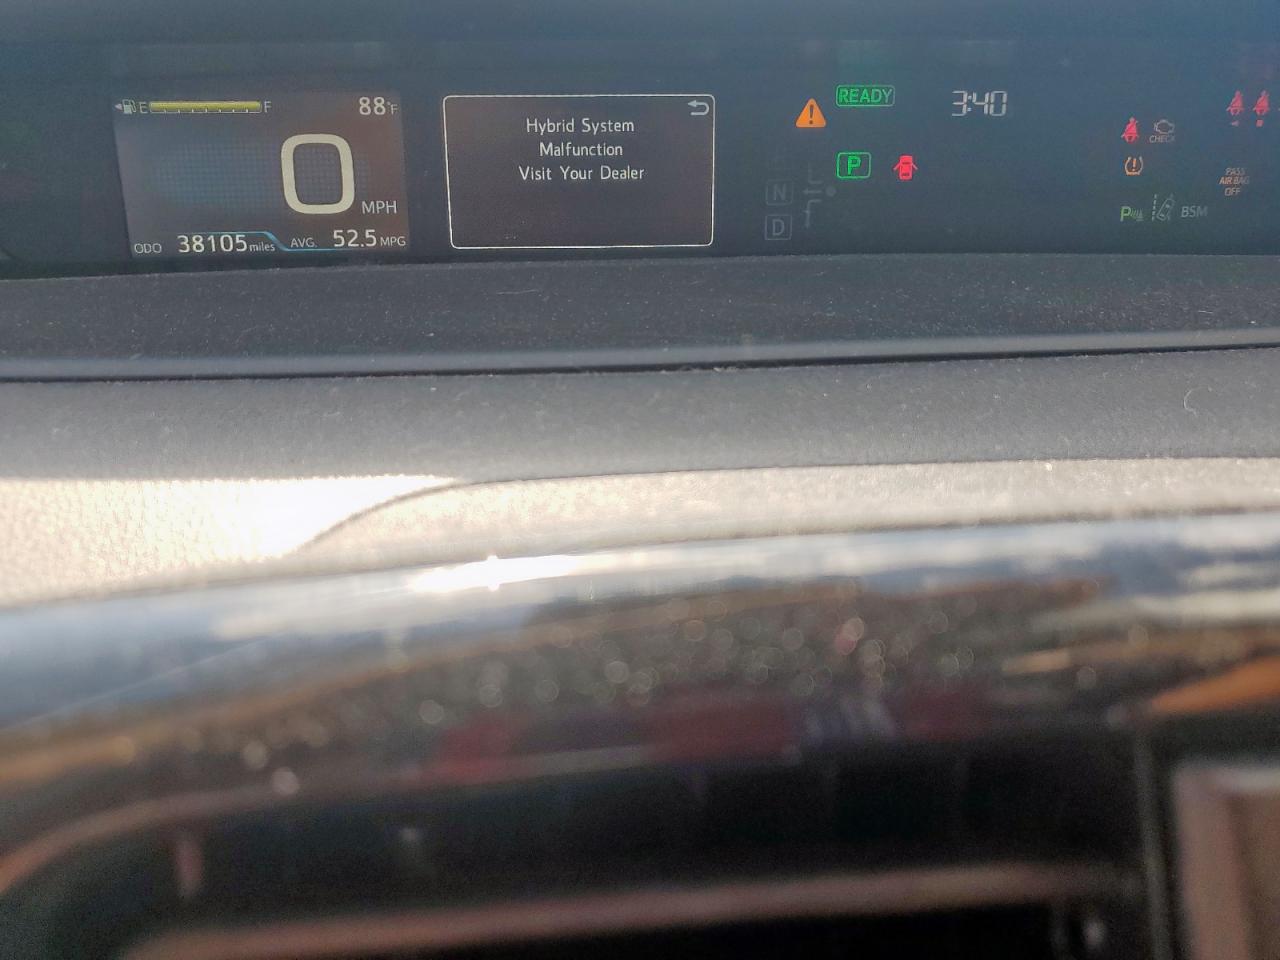 E F 88°F
0 MPH
ODO 38105 miles AVG. 52.5 MPG
Hybrid System
Malfunction
Visit Your Dealer
READY
3:40
P
N
D
CHECK
PASS
AIR BAG
OFF
P
BSM